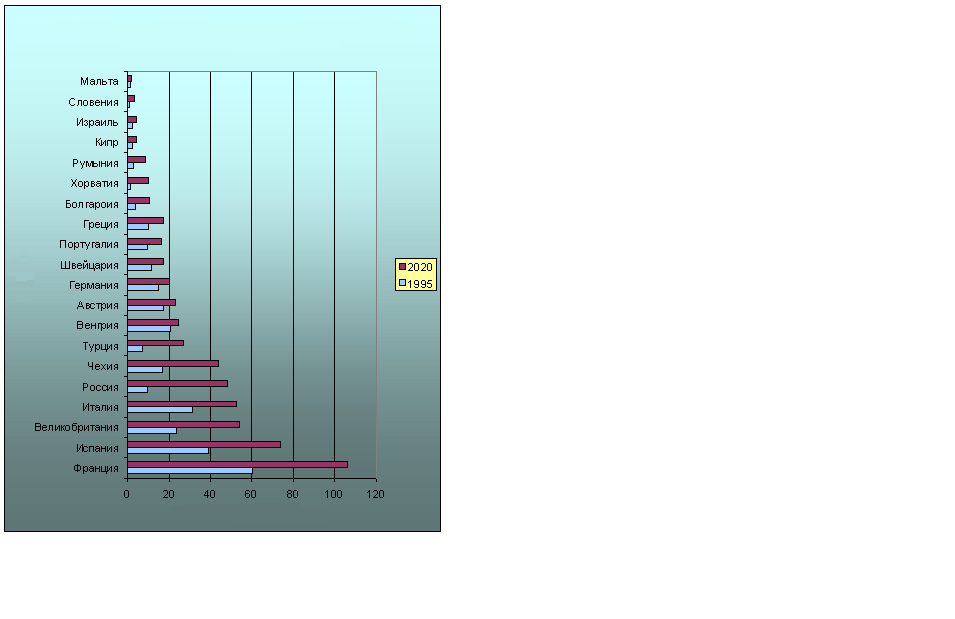 Мальта
Словения
Израиль
Кипр
Румыния
Хорватия
Болгароия
Греция
Португалия
Швейцария
Германия
Австрия
Венгрия
Турция
Чехия
Россия
Италия
Великобритания
Испания
Франция
0 20 40 60 80 100 120
2020
1995